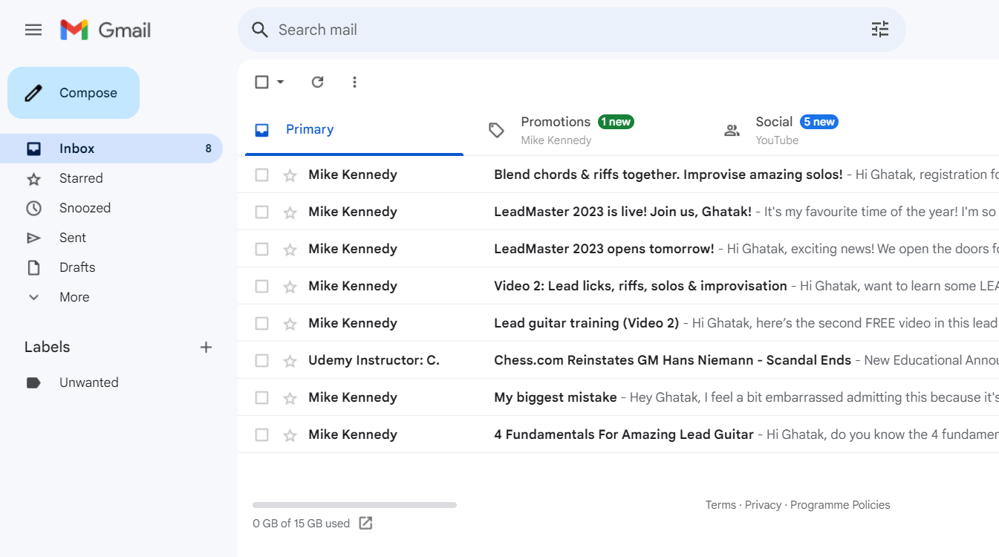 Gmail
Search mail
Compose
Inbox 8
Starred
Snoozed
Sent
Drafts
More
Labels
Unwanted
Primary
Promotions 1 new
Mike Kennedy
Social 5 new
YouTube
Mike Kennedy Blend chords & riffs together. Improvise amazing solos! - Hi Ghatak, registration fo
Mike Kennedy LeadMaster 2023 is live! Join us, Ghatak! - It's my favourite time of the year! I'm so
Mike Kennedy LeadMaster 2023 opens tomorrow! - Hi Ghatak, exciting news! We open the doors fo
Mike Kennedy Video 2: Lead licks, riffs, solos & improvisation - Hi Ghatak, want to learn some LEA
Mike Kennedy Lead guitar training (Video 2) - Hi Ghatak, here’s the second FREE video in this lead
Udemy Instructor: C. Chess.com Reinstates GM Hans Niemann - Scandal Ends - New Educational Annou
Mike Kennedy My biggest mistake - Hey Ghatak, I feel a bit embarrassed admitting this because it's
Mike Kennedy 4 Fundamentals For Amazing Lead Guitar - Hi Ghatak, do you know the 4 fundamen
0 GB of 15 GB used
Terms · Privacy · Programme Policies